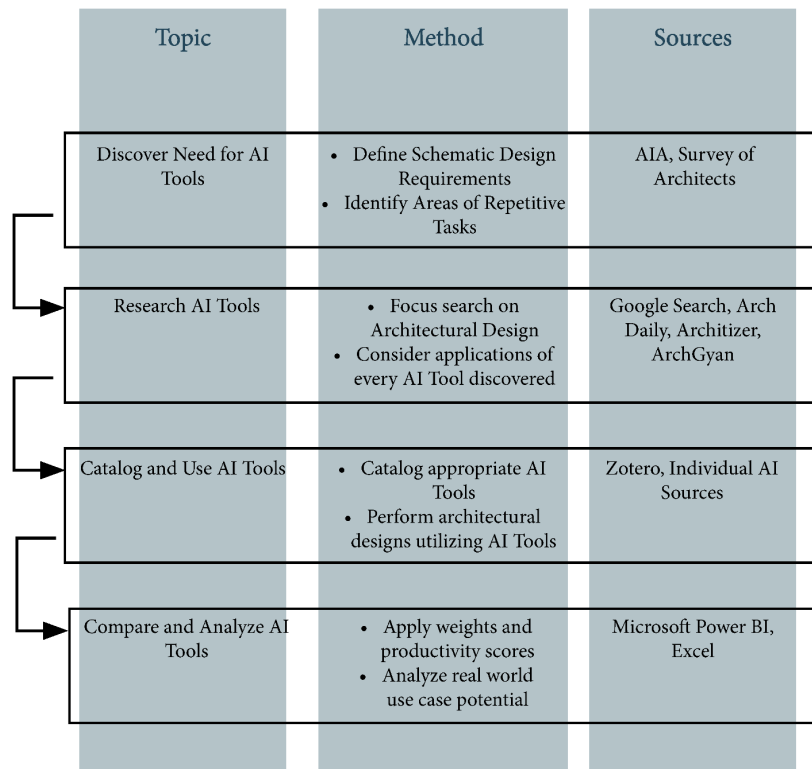 Topic
Method
Sources
Discover Need for AI
Tools
• Define Schematic Design
Requirements
• Identify Areas of Repetitive
Tasks
AIA, Survey of
Architects
Research AI Tools
• Focus search on
Architectural Design
• Consider applications of
every AI Tool discovered
Google Search, Arch
Daily, Architizer,
ArchGyan
Catalog and Use AI Tools
• Catalog appropriate AI
Tools
• Perform architectural
designs utilizing AI Tools
Zotero, Individual AI
Sources
Compare and Analyze AI
Tools
• Apply weights and
productivity scores
• Analyze real world
use case potential
Microsoft Power BI,
Excel